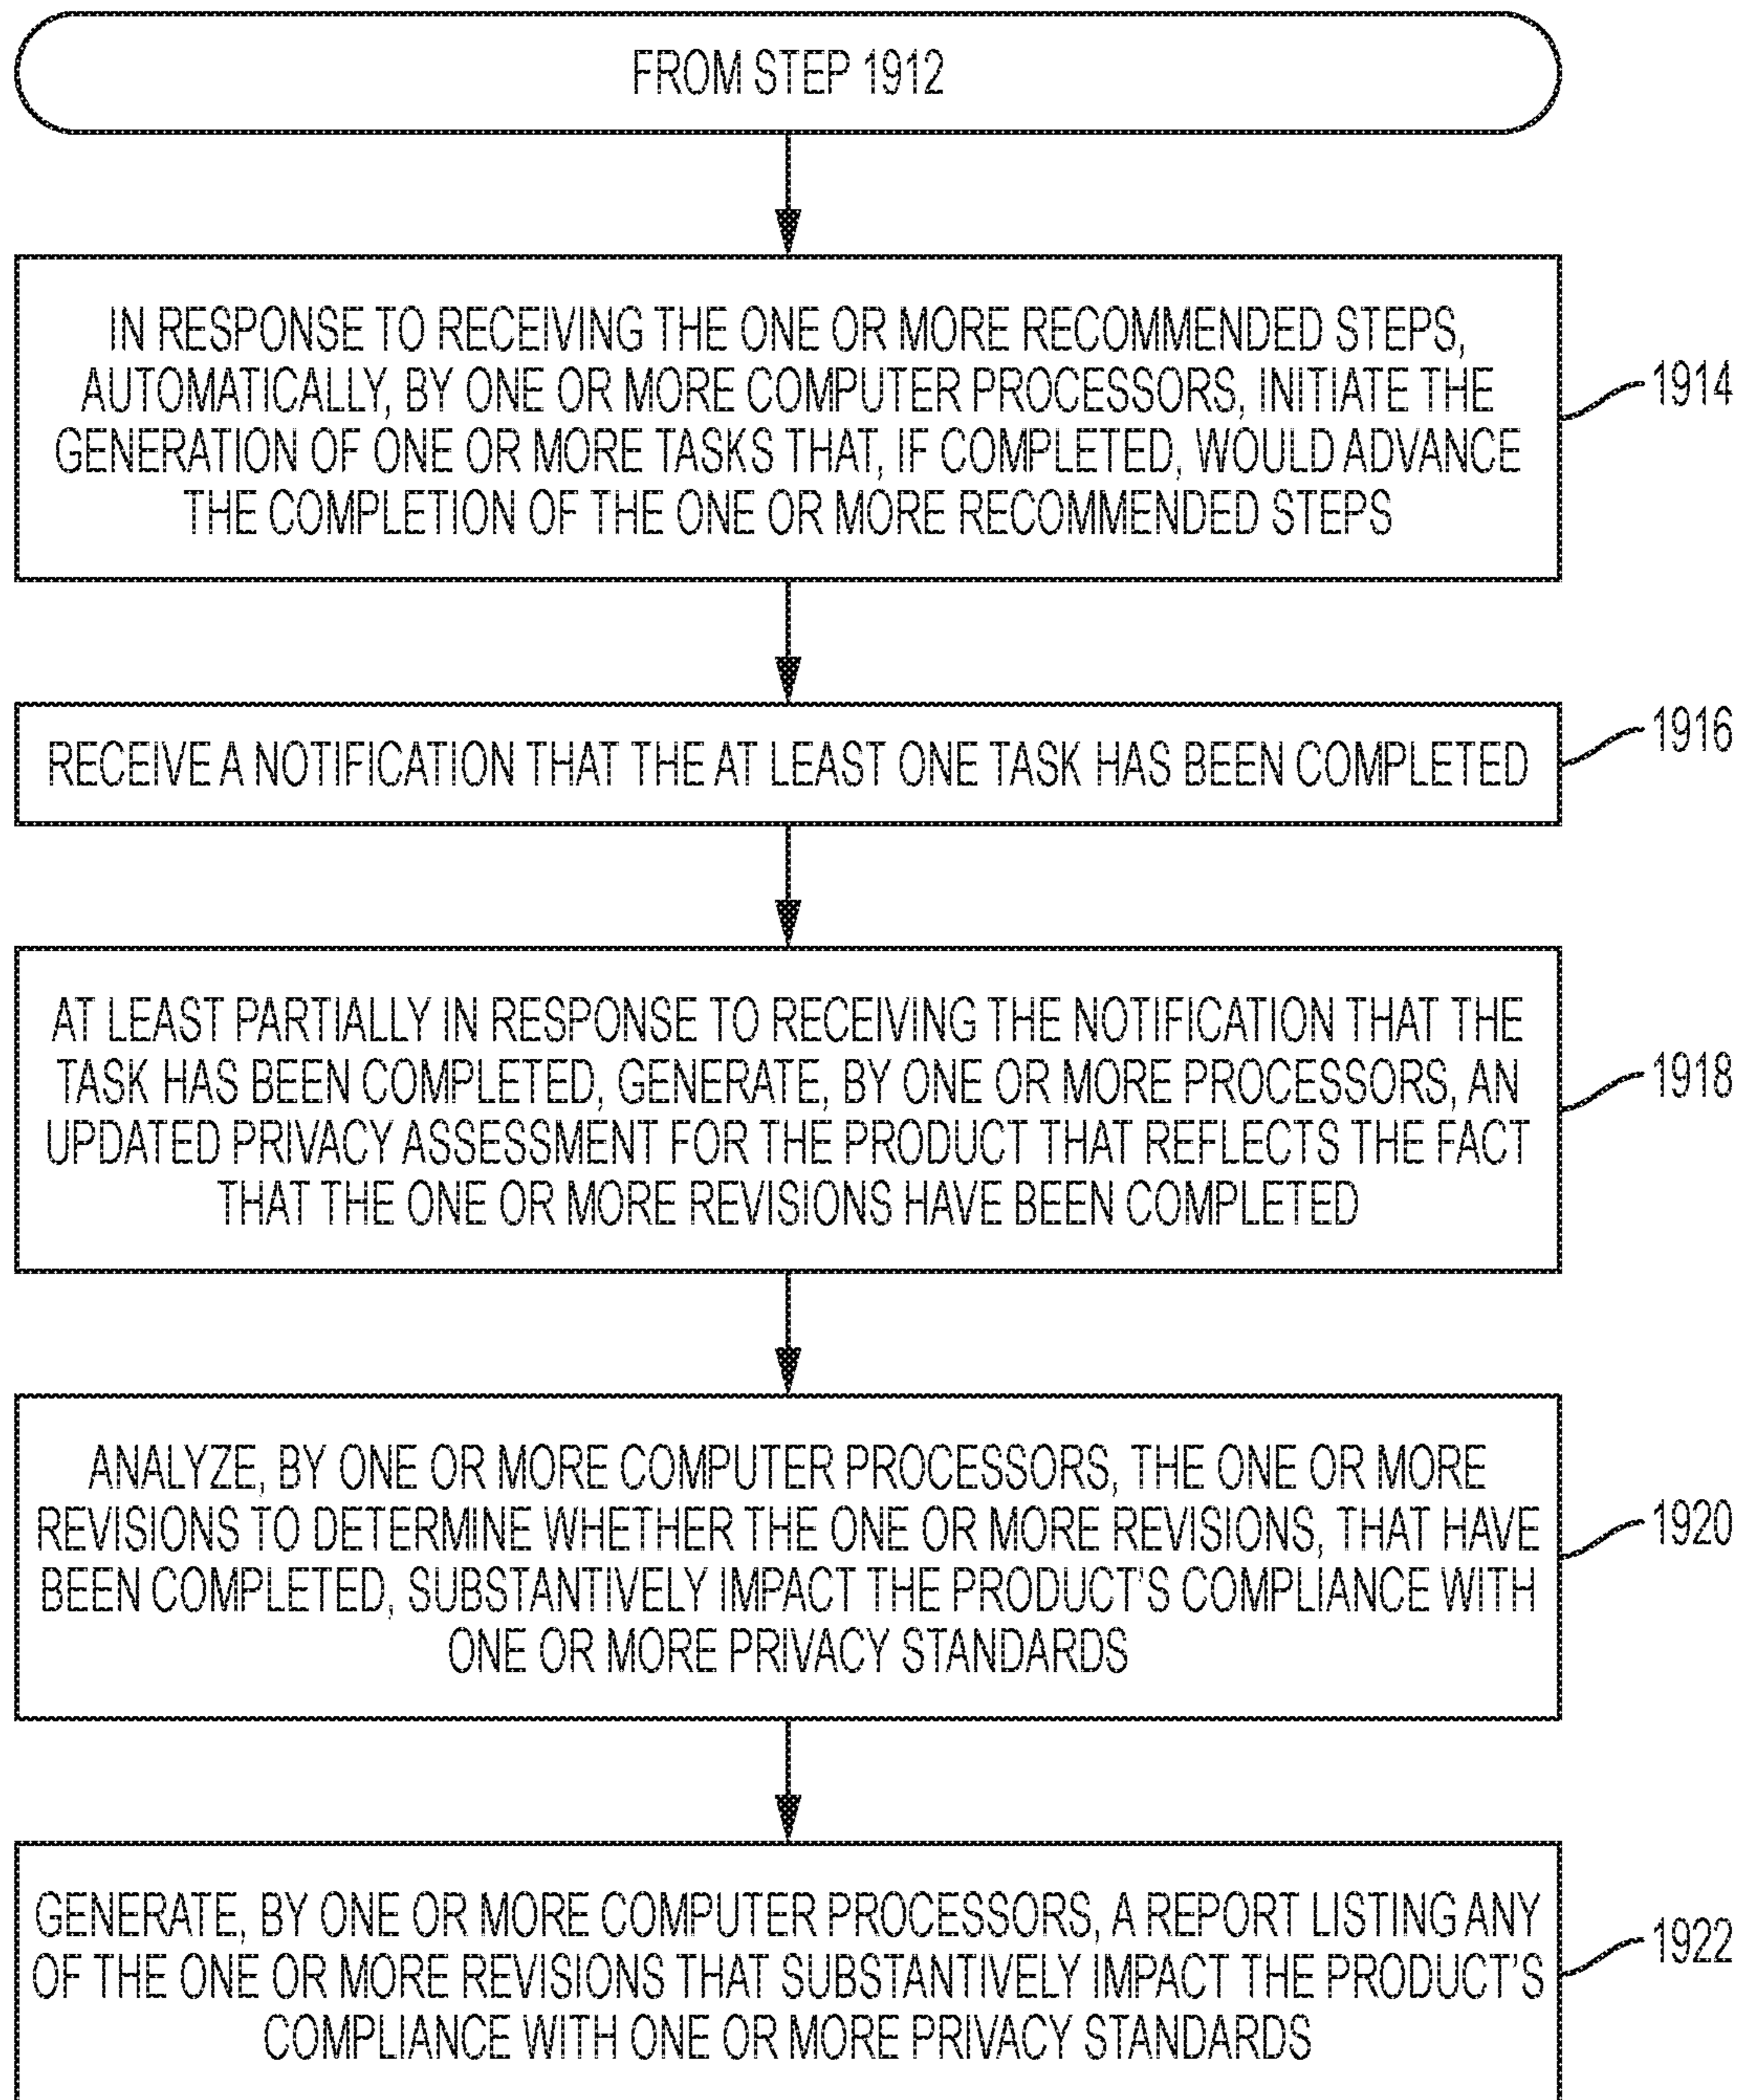 FROM STEP 1912
IN RESPONSE TO RECEIVING THE ONE OR MORE RECOMMENDED STEPS,
AUTOMATICALLY, BY ONE OR MORE COMPUTER PROCESSORS, INITIATE THE
GENERATION OF ONE OR MORE TASKS THAT, IF COMPLETED, WOULD ADVANCE
THE COMPLETION OF THE ONE OR MORE RECOMMENDED STEPS
1914
RECEIVE A NOTIFICATION THAT THE AT LEAST ONE TASK HAS BEEN COMPLETED
1916
AT LEAST PARTIALLY IN RESPONSE TO RECEIVING THE NOTIFICATION THAT THE
TASK HAS BEEN COMPLETED, GENERATE, BY ONE OR MORE PROCESSORS, AN
UPDATED PRIVACY ASSESSMENT FOR THE PRODUCT THAT REFLECTS THE FACT
THAT THE ONE OR MORE REVISIONS HAVE BEEN COMPLETED
1918
ANALYZE, BY ONE OR MORE COMPUTER PROCESSORS, THE ONE OR MORE
REVISIONS TO DETERMINE WHETHER THE ONE OR MORE REVISIONS, THAT HAVE
BEEN COMPLETED, SUBSTANTIVELY IMPACT THE PRODUCT'S COMPLIANCE WITH
ONE OR MORE PRIVACY STANDARDS
1920
GENERATE, BY ONE OR MORE COMPUTER PROCESSORS, A REPORT LISTING ANY
OF THE ONE OR MORE REVISIONS THAT SUBSTANTIVELY IMPACT THE PRODUCT'S
COMPLIANCE WITH ONE OR MORE PRIVACY STANDARDS
1922